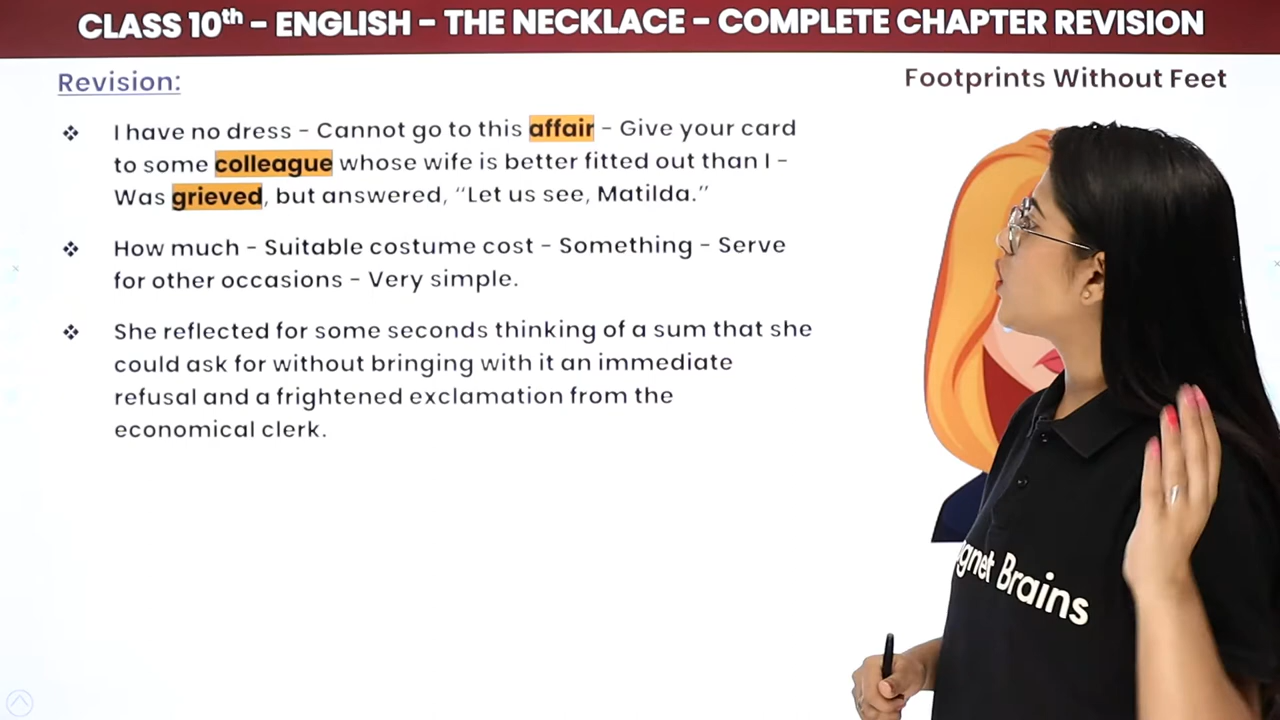 CLASS 10th – ENGLISH – THE NECKLACE – COMPLETE CHAPTER REVISION
Revision:
Footprints Without Feet
❖ I have no dress – Cannot go to this affair – Give your card
to some colleague whose wife is better fitted out than I –
Was grieved, but answered, “Let us see, Matilda.”
❖ How much – Suitable costume cost – Something – Serve
for other occasions – Very simple.
❖ She reflected for some seconds thinking of a sum that she
could ask for without bringing with it an immediate
refusal and a frightened exclamation from the
economical clerk.
gnet Brains